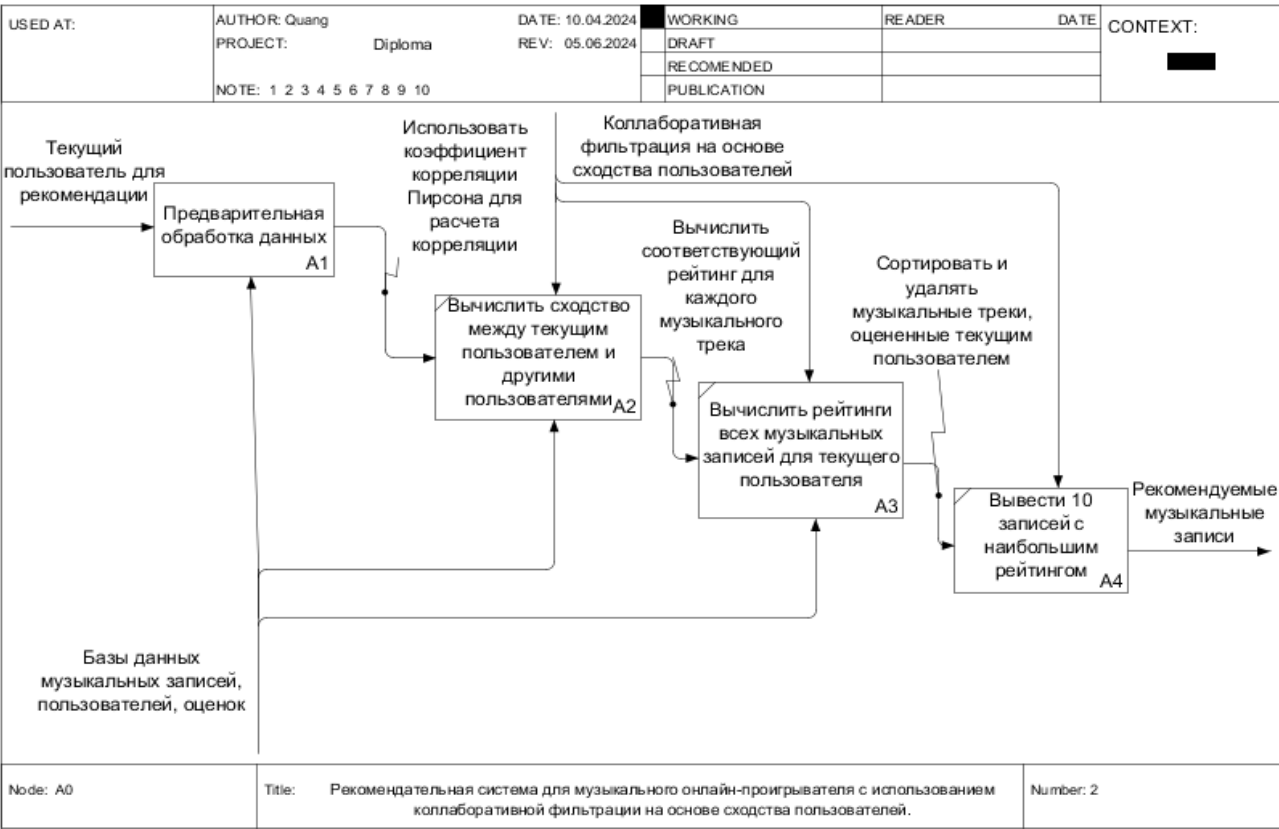 USED AT:
AUTHOR: Quang
DATE: 10.04.2024
PROJECT: Diploma
REV: 05.06.2024
NOTE: 1 2 3 4 5 6 7 8 9 10
WORKING
DRAFT
RECOMENDED
PUBLICATION
READER
DATE
CONTEXT:
Текущий
пользователь для
рекомендации
Предварительная
обработка данных
A1
Использовать
коэффициент
корреляции
Пирсона для
расчета
корреляции
Коллаборативная
фильтрация на основе
сходства пользователей
Вычислить сходство
между текущим
пользователем и
другими
пользователями
A2
Вычислить
соответствующий
рейтинг для
каждого
музыкального
трека
Вычислить рейтинги
всех музыкальных
записей для текущего
пользователя
A3
Сортировать и
удалять
музыкальные треки,
оцененные текущим
пользователем
Вывести 10
записей с
наибольшим
рейтингом
A4
Рекомендуемые
музыкальные
записи
Базы данных
музыкальных записей,
пользователей, оценок
Node: A0
Title: Рекомендательная система для музыкального онлайн-проигрывателя с использованием
коллаборативной фильтрации на основе сходства пользователей.
Number: 2